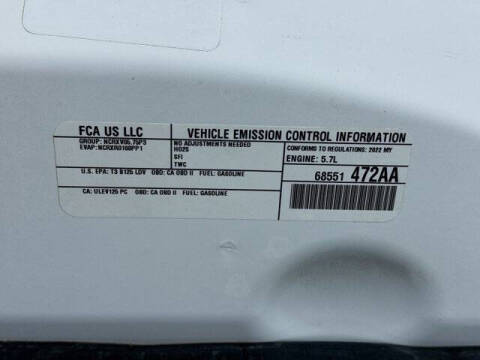 FCA US LLC
VEHICLE EMISSION CONTROL INFORMATION
GROUP: NCRXV05.75P3
EVAP:NCRXR0160PP1
NO ADJUSTMENTS NEEDED
HO2S
SFI
TWC
CONFORMS TO REGULATIONS: 2022 MY
ENGINE: 5.7L
U.S. EPA: T3 B125 LDV OBD: CA OBD II FUEL: GASOLINE
68551 472AA
CA: ULEV125 PC OBD: CA OBD II FUEL: GASOLINE